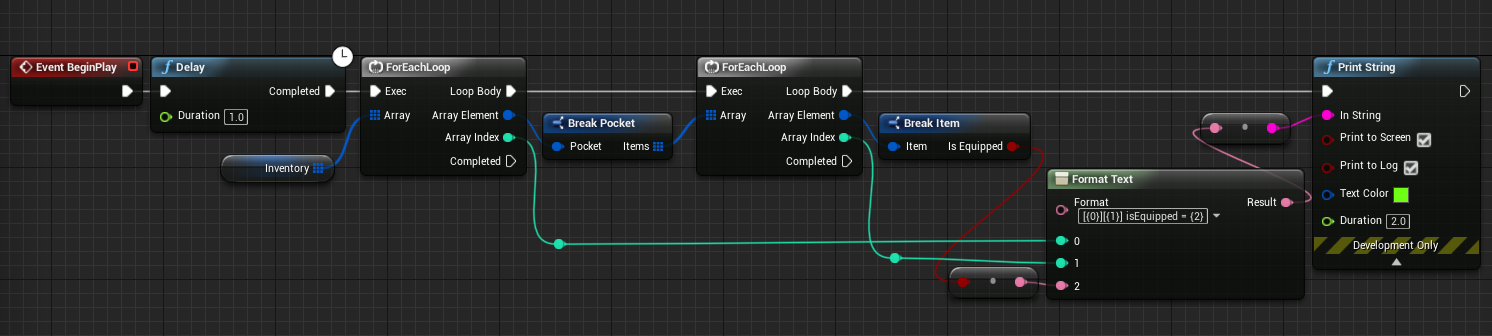 Event BeginPlay
Delay
Completed
Duration 1.0
Inventory
ForEachLoop
Exec Loop Body
Array Array Element
Array Index
Completed
Break Pocket
Pocket Items
ForEachLoop
Exec Loop Body
Array Array Element
Array Index
Completed
Break Item
Item Is Equipped
Format Text
Format Result
[{0}][{1}] isEquipped = {2}
0
1
2
Print String
In String
Print to Screen
Print to Log
Text Color
Duration 2.0
Development Only